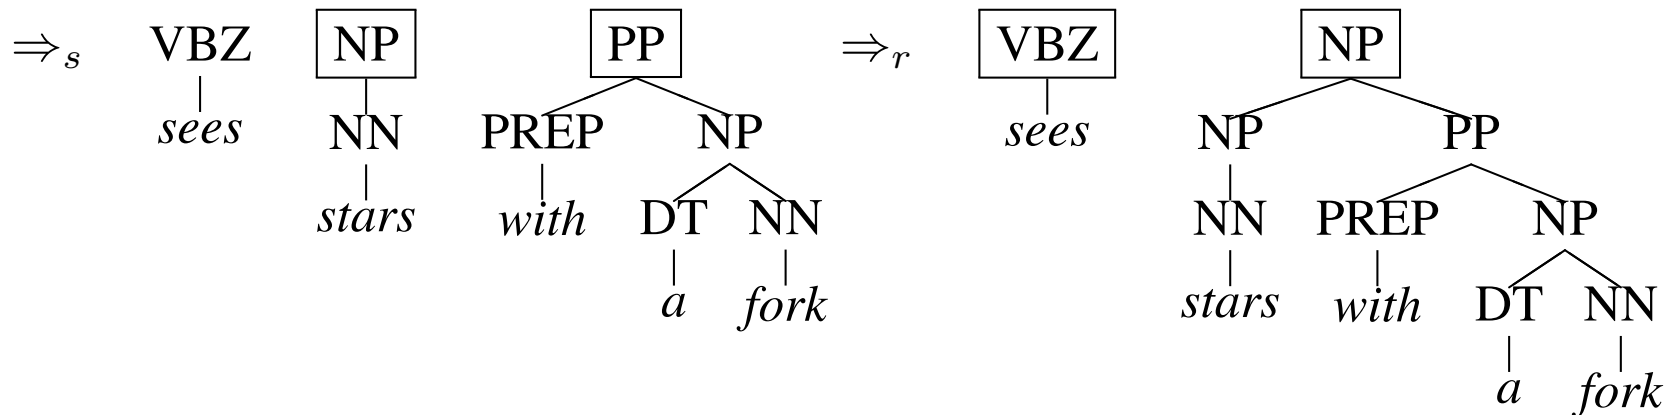 ⇒s VBZ NP PP ⇒r VBZ NP
sees NN PREP NP sees NP PP
stars with DT NN NN PREP NP
a fork stars with DT NN
a fork